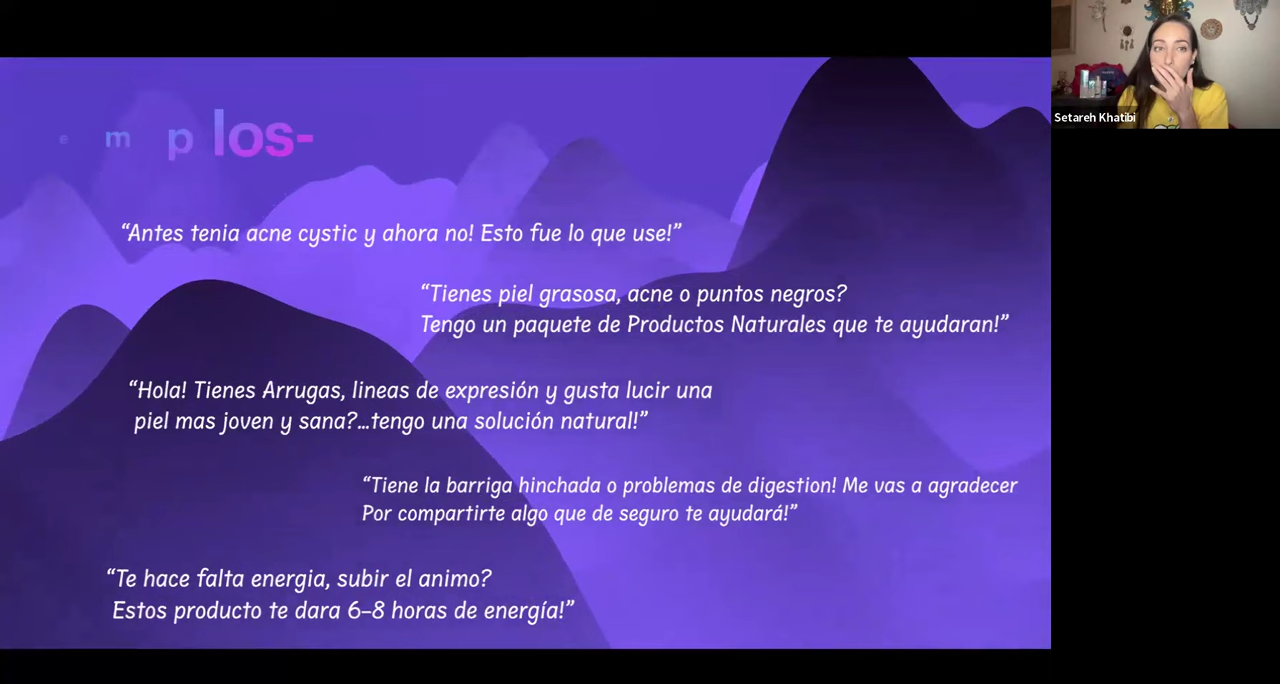 e m p los-
Setareh Khatibi
“Antes tenia acne cystic y ahora no! Esto fue lo que use!”
“Tienes piel grasosa, acne o puntos negros?
Tengo un paquete de Productos Naturales que te ayudaran!”
“Hola! Tienes Arrugas, lineas de expresión y gusta lucir una
piel mas joven y sana?...tengo una solución natural!”
“Tiene la barriga hinchada o problemas de digestion! Me vas a agradecer
Por compartirte algo que de seguro te ayudará!”
“Te hace falta energia, subir el animo?
Estos producto te dara 6–8 horas de energía!”